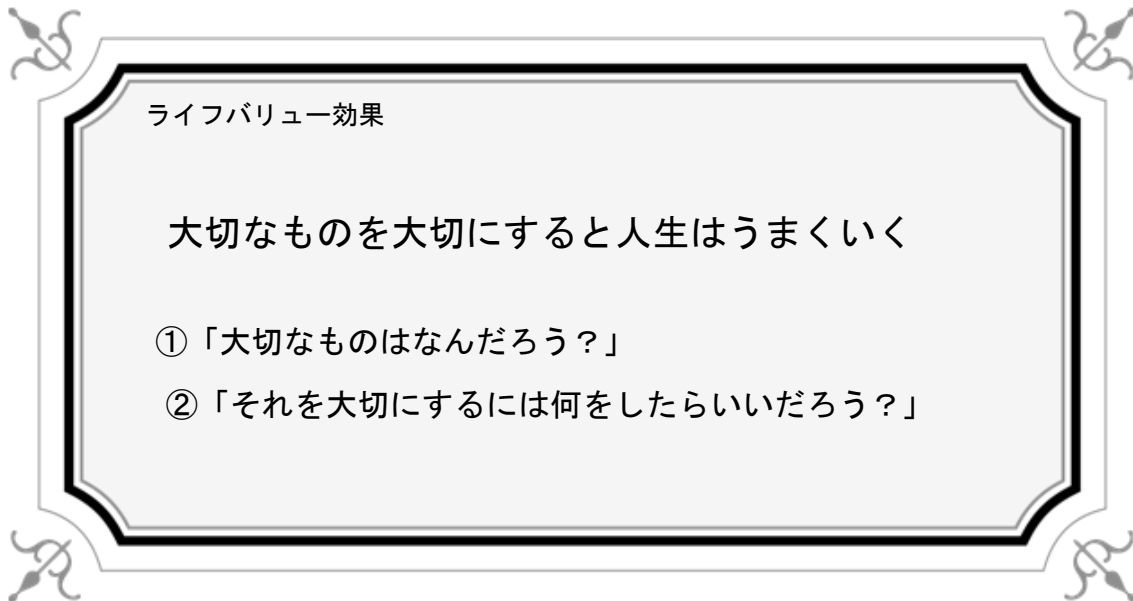 ライフバリュー効果
大切なものを大切にすると人生はうまくいく
①「大切なものはなんだろう？」
②「それを大切にするには何をしたらいいだろう？」